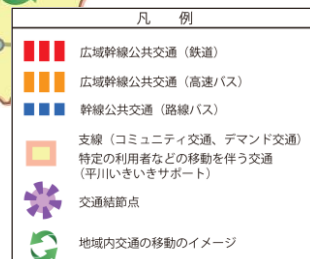 凡 例
広域幹線公共交通（鉄道）
広域幹線公共交通（高速バス）
幹線公共交通（路線バス）
支線（コミュニティ交通、デマンド交通）
特定の利用者などの移動を伴う交通
（平川いきいきサポート）
交通結節点
地域内交通の移動のイメージ